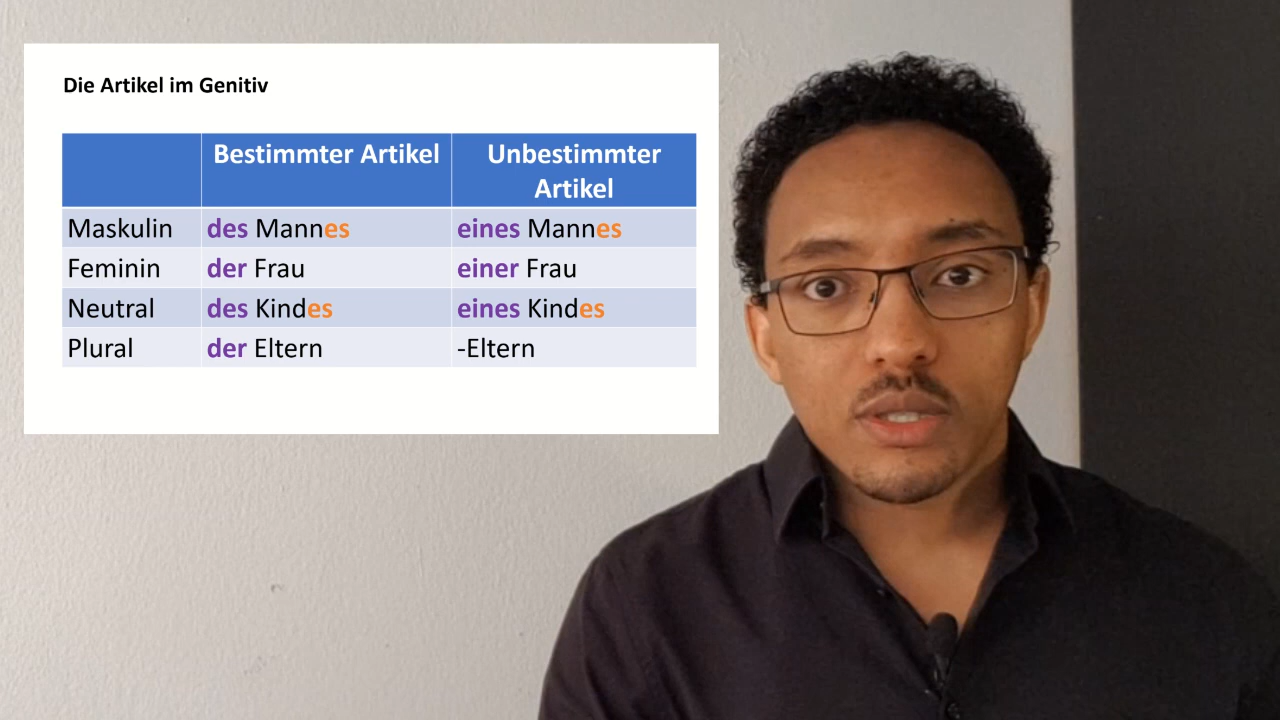 Die Artikel im Genitiv
Bestimmter Artikel Unbestimmter
Artikel
Maskulin des Mannes eines Mannes
Feminin der Frau einer Frau
Neutral des Kindes eines Kindes
Plural der Eltern -Eltern